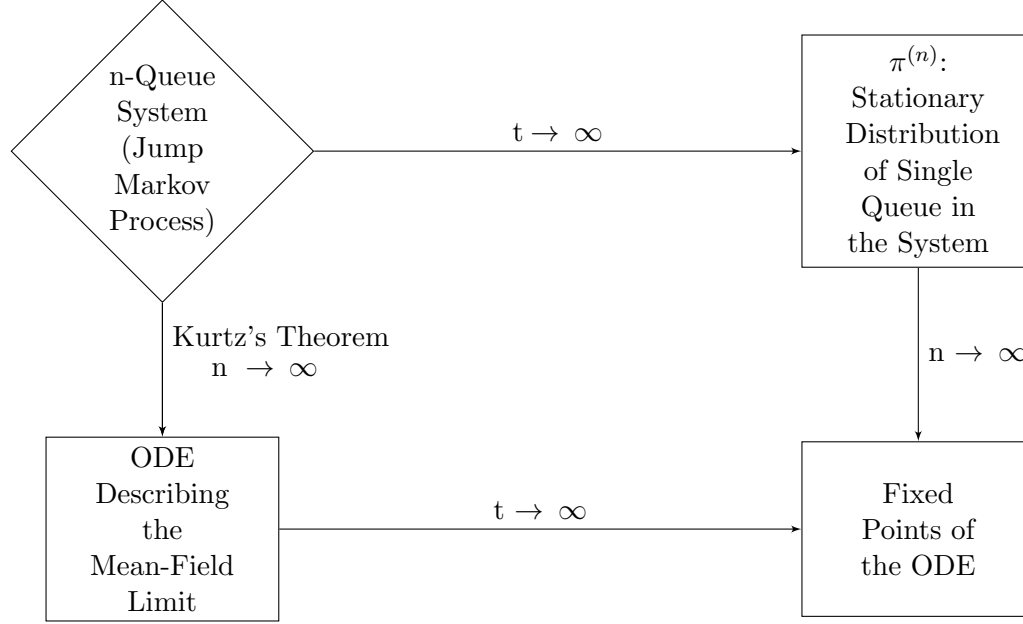 n-Queue
System
(Jump
Markov
Process)
t → ∞
π^(n):
Stationary
Distribution
of Single
Queue in
the System
Kurtz's Theorem
n → ∞
n → ∞
ODE
Describing
the
Mean-Field
Limit
t → ∞
Fixed
Points of
the ODE